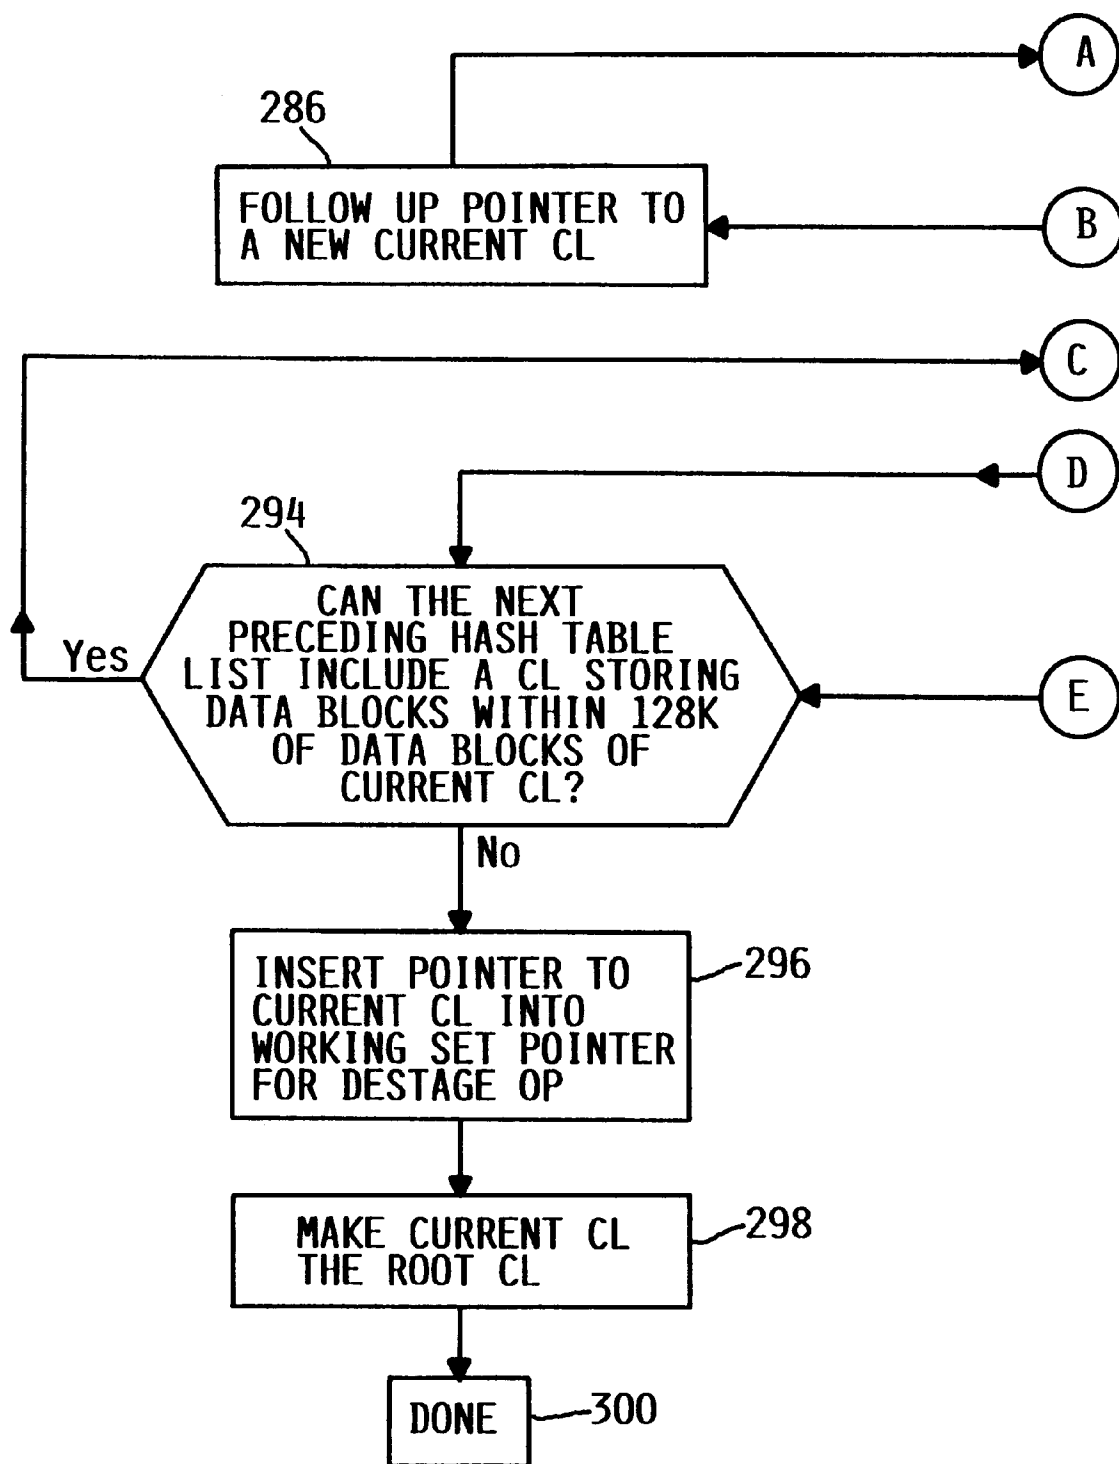 A
286
FOLLOW UP POINTER TO
A NEW CURRENT CL
B
C
D
294
CAN THE NEXT
PRECEDING HASH TABLE
LIST INCLUDE A CL STORING
DATA BLOCKS WITHIN 128K
OF DATA BLOCKS OF
CURRENT CL?
Yes
E
No
INSERT POINTER TO
CURRENT CL INTO
WORKING SET POINTER
FOR DESTAGE OP
296
MAKE CURRENT CL
THE ROOT CL
298
DONE
300